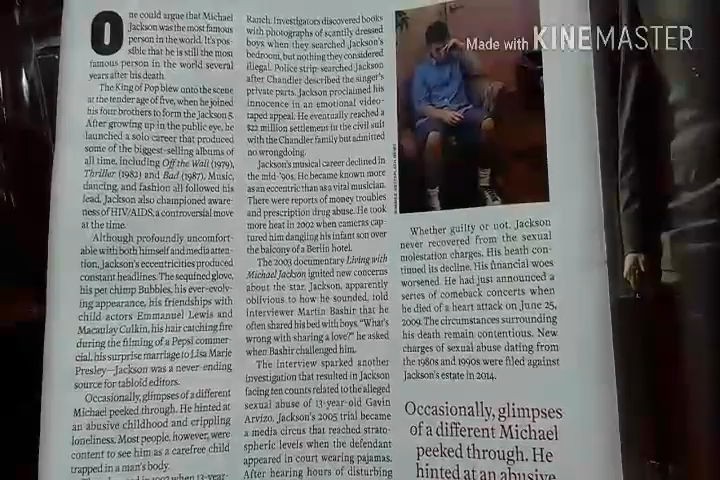 One could argue that Michael
Jackson was the most famous
person in the world. It's pos-
sible that he is still the most
famous person in the world several
years after his death.
The King of Pop blew onto the scene
at the tender age of five, when he joined
his four brothers to form the Jackson 5.
After growing up in the public eye, he
launched a solo career that produced
some of the biggest-selling albums of
all time, including Off the Wall (1979),
Thriller (1982) and Bad (1987). Music,
dancing, and fashion all followed his
lead. Jackson also championed aware-
ness of HIV/AIDS, a controversial move
at the time.
Although profoundly uncomfort-
able with both himself and media atten-
tion, Jackson's eccentricities produced
constant headlines. The sequined glove,
his pet chimp Bubbles, his ever-evolv-
ing appearance, his friendships with
child actors Emmanuel Lewis and
Macaulay Culkin, his hair catching fire
during the filming of a Pepsi commer-
cial, his surprise marriage to Lisa Marie
Presley—Jackson was a never-ending
source for tabloid editors.
Occasionally, glimpses of a different
Michael peeked through. He hinted at
an abusive childhood and crippling
loneliness. Most people, however, were
content to see him as a carefree child
trapped in a man's body.
13-year-
Ranch. Investigators discovered books
with photographs of scantily dressed
boys when they searched Jackson's
bedroom, but nothing they considered
illegal. Police strip-searched Jackson
after Chandler described the singer's
private parts. Jackson proclaimed his
innocence in an emotional video-
taped appeal. He eventually reached a
$22 million settlement in the civil suit
with the Chandler family but admitted
no wrongdoing.
Jackson's musical career declined in
the mid-'90s. He became known more
as an eccentric than as a vital musician.
There were reports of money troubles
and prescription drug abuse. He took
more heat in 2002 when cameras cap-
tured him dangling his infant son over
the balcony of a Berlin hotel.
The 2003 documentary Living with
Michael Jackson ignited new concerns
about the star. Jackson, apparently
oblivious to how he sounded, told
interviewer Martin Bashir that he
often shared his bed with boys. "What's
wrong with sharing a love?" he asked
when Bashir challenged him.
The interview sparked another
investigation that resulted in Jackson
facing ten counts related to the alleged
sexual abuse of 13-year-old Gavin
Arvizo. Jackson's 2005 trial became
a media circus that reached strato-
spheric levels when the defendant
appeared in court wearing pajamas.
After hearing hours of disturbing
Made with KINEMASTER
Whether guilty or not, Jackson
never recovered from the sexual
molestation charges. His heath con-
tinued its decline. His financial woes
worsened. He had just announced a
series of comeback concerts when
he died of a heart attack on June 25,
2009. The circumstances surrounding
his death remain contentious. New
charges of sexual abuse dating from
the 1980s and 1990s were filed against
Jackson's estate in 2014.
Occasionally, glimpses
of a different Michael
peeked through. He
hinted at an abusive